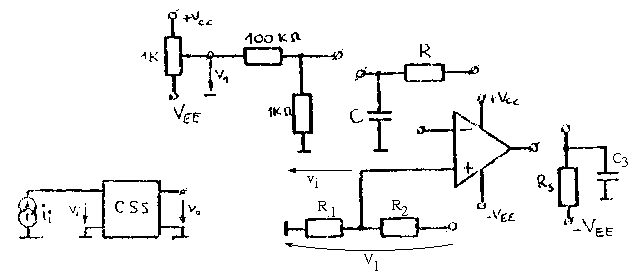 +Vcc
1K
V1
100 KΩ
VEE
1KΩ
R
C
+Vcc
−
+
-VEE
v1
R1
R2
V1
R3
C3
-VEE
ii
vi
CSS
vo